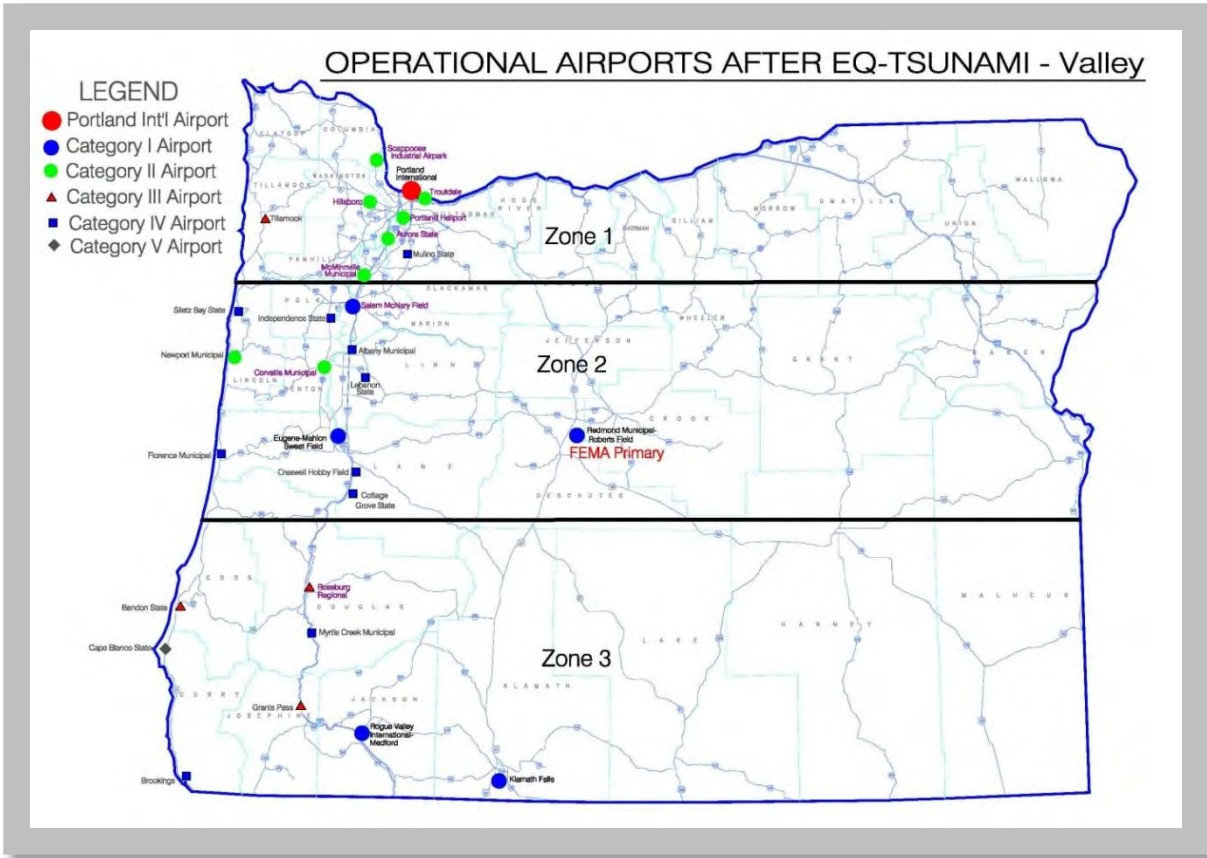 OPERATIONAL AIRPORTS AFTER EQ-TSUNAMI - Valley
LEGEND
Portland Int'l Airport
Category I Airport
Category II Airport
Category III Airport
Category IV Airport
Category V Airport
CLATSOP
COLUMBIA
Scappoose
Industrial Airpark
Portland
International
TILLAMOOK
WASHINGTON
Hillsboro
Troutdale
Portland Heliport
MULTNOMAH
HOOD
RIVER
SHERMAN
GILLIAM
MORROW
UMATILLA
UNION
WALLOWA
Tillamook
Aurora State
Mulino State
Zone 1
YAMHILL
McMinnville
Municipal
CLACKAMAS
POLK
Siletz Bay State
Independence State
Salem McNary Field
MARION
WHEELER
JEFFERSON
GRANT
BAKER
Newport Municipal
Albany Municipal
LINN
Zone 2
Corvallis Municipal
LINCOLN
BENTON
Lebanon
State
CROOK
Eugene-Mahlon
Sweet Field
Redmond Municipal-
Roberts Field
FEMA Primary
Florence Municipal
LANE
Creswell Hobby Field
Cottage
Grove State
DESCHUTES
COOS
Roseburg
Regional
DOUGLAS
Bandon State
Myrtle Creek Municipal
MALHEUR
HARNEY
LAKE
Cape Blanco State
Zone 3
KLAMATH
CURRY
Grants Pass
JOSEPHINE
JACKSON
Rogue Valley
International-
Medford
Brookings
Klamath Falls